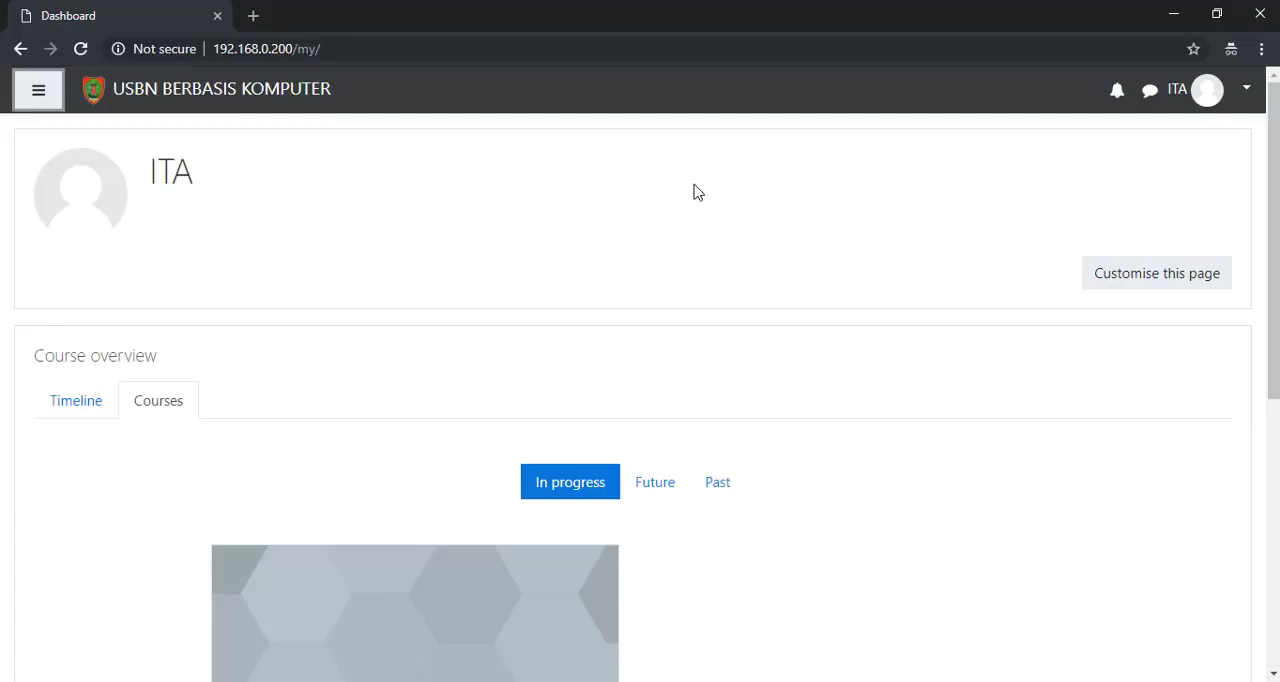 Dashboard
Not secure 192.168.0.200/my/
USBN BERBASIS KOMPUTER
ITA
ITA
Customise this page
Course overview
Timeline Courses
In progress Future Past